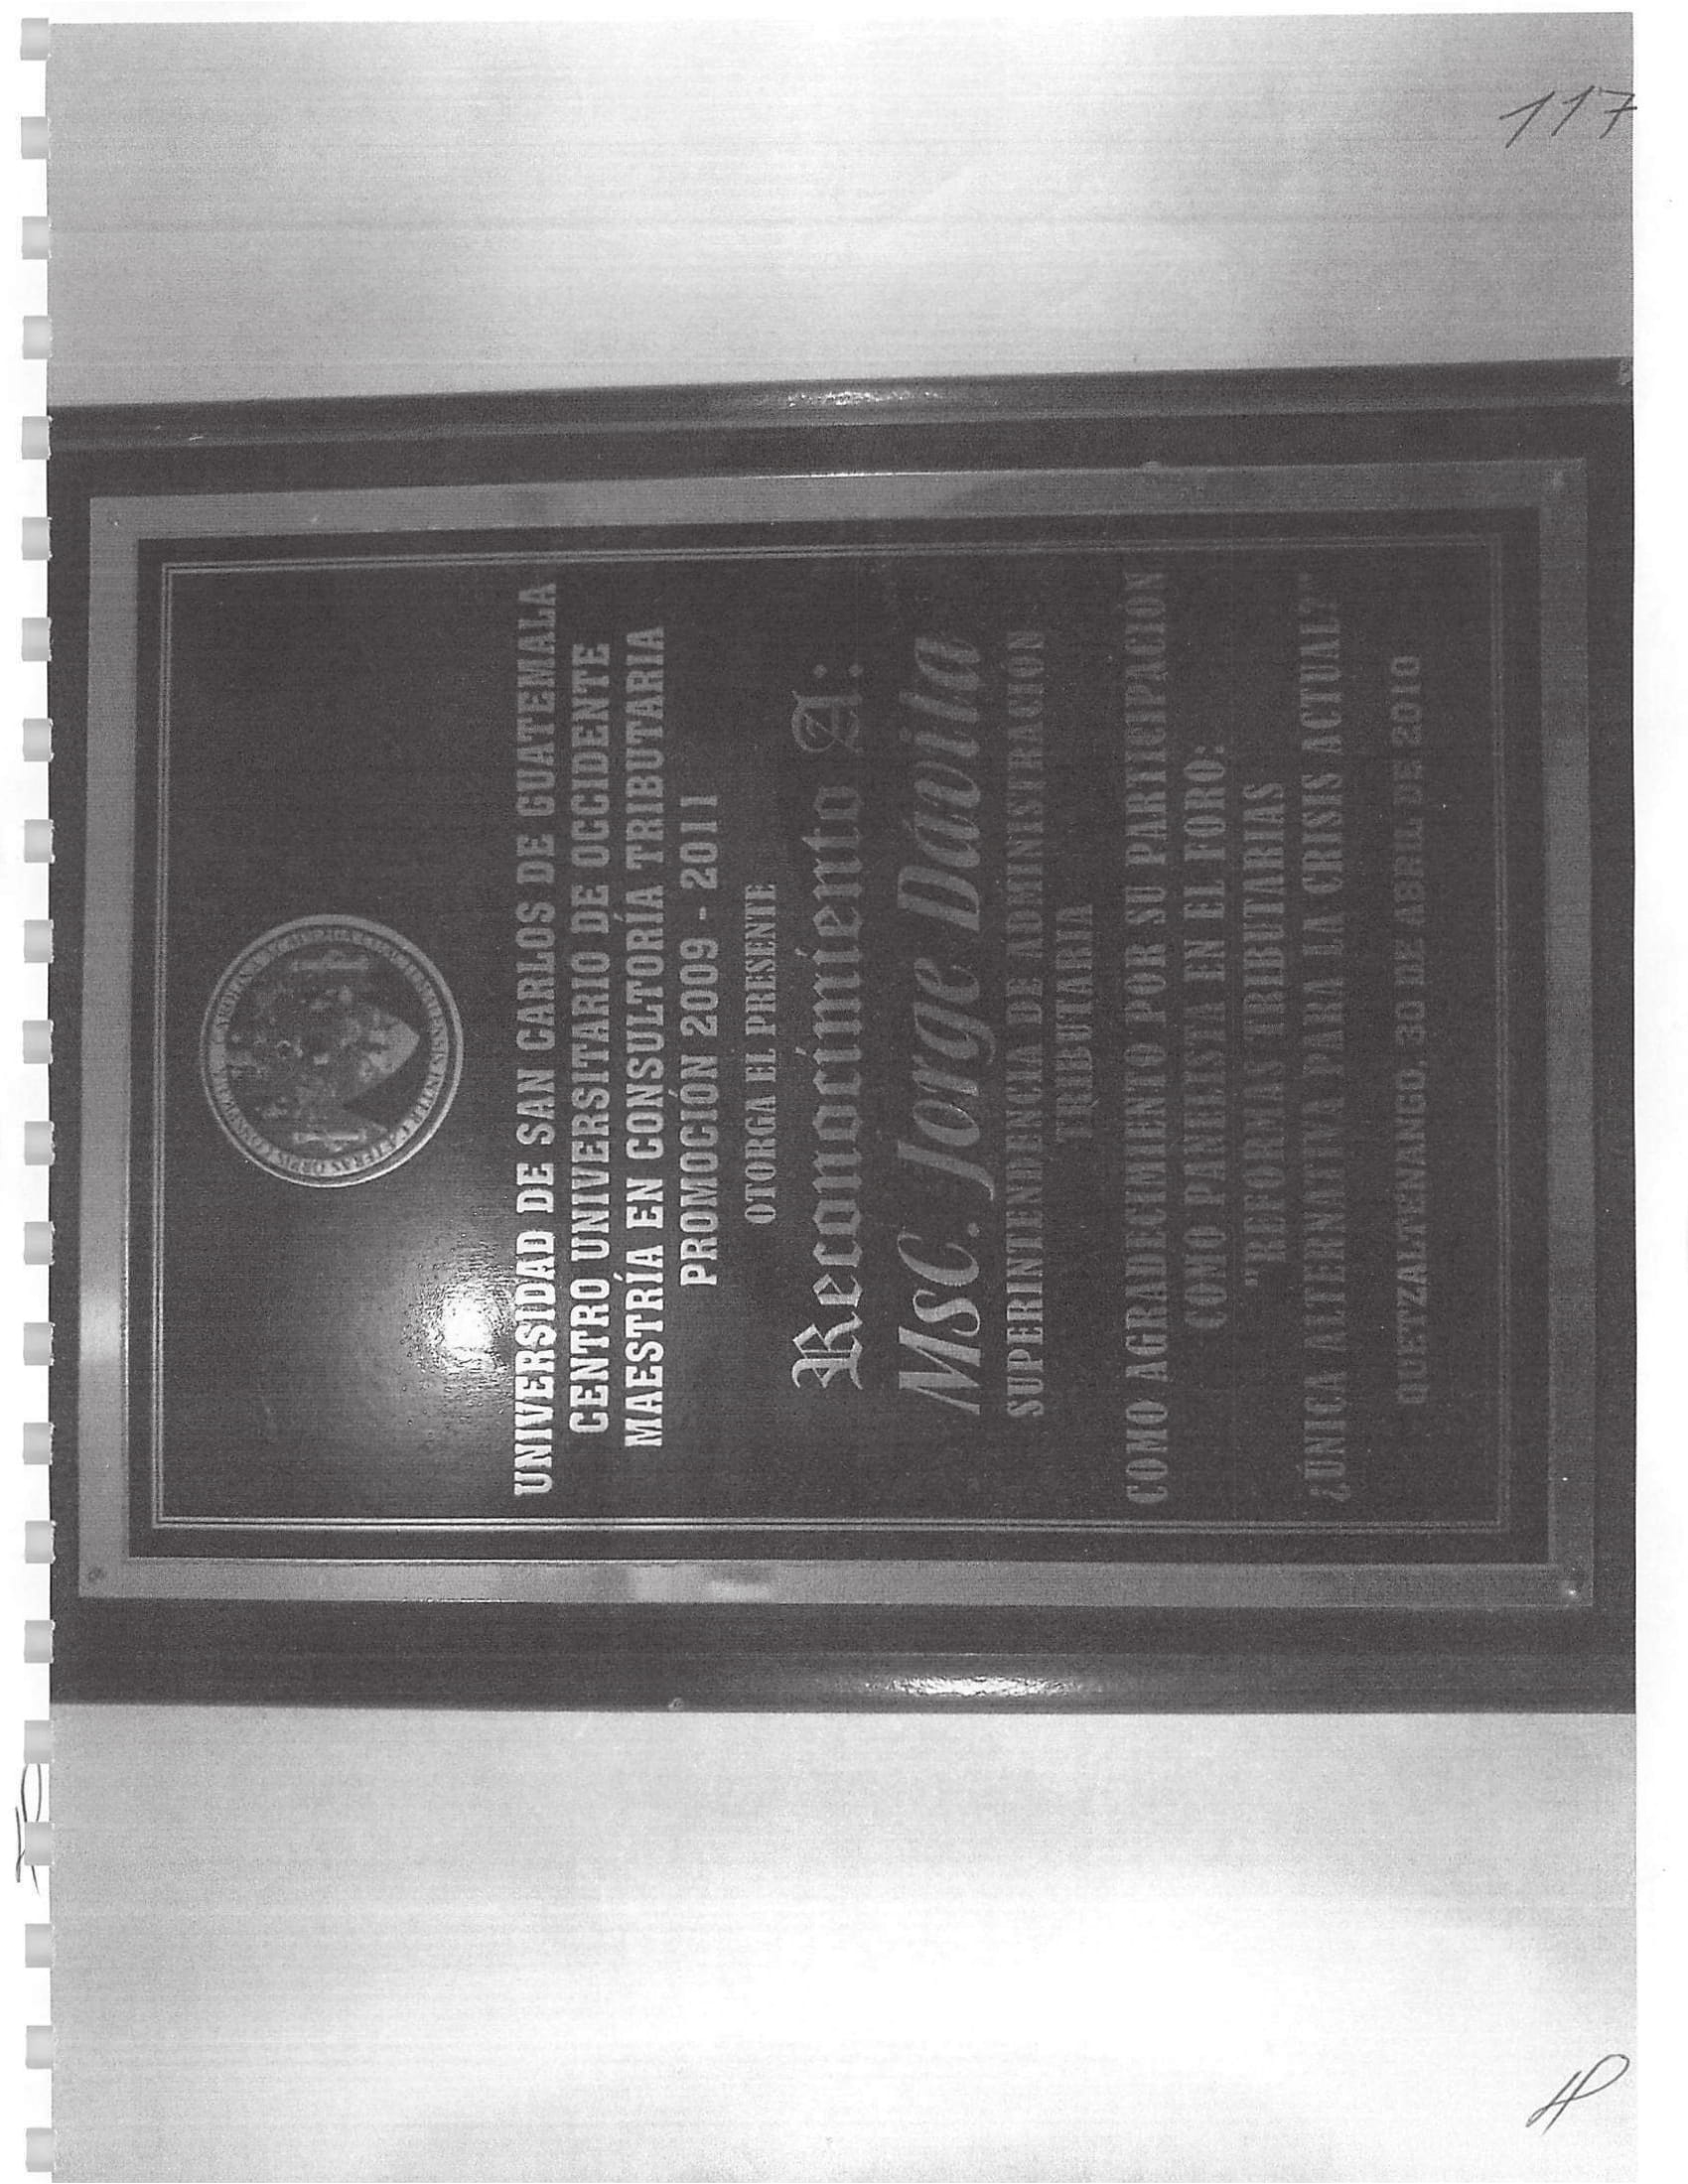 117
UNIVERSIDAD DE SAN CARLOS DE GUATEMALA
CENTRO UNIVERSITARIO DE OCCIDENTE
MAESTRÍA EN CONSULTORÍA TRIBUTARIA
PROMOCIÓN 2009 - 2011
OTORGA EL PRESENTE
Reconocimiento A:
MsC. Jorge Dávila
SUPERINTENDENCIA DE ADMINISTRACIÓN
TRIBUTARIA
COMO AGRADECIMIENTO POR SU PARTICIPACIÓN
COMO PANELISTA EN EL FORO:
"REFORMAS TRIBUTARIAS
¿ÚNICA ALTERNATIVA PARA LA CRISIS ACTUAL?"
QUETZALTENANGO, 30 DE ABRIL DE 2010